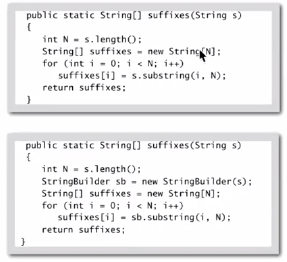 public static String[] suffixes(String s)
{
int N = s.length();
String[] suffixes = new String[N];
for (int i = 0; i < N; i++)
suffixes[i] = s.substring(i, N);
return suffixes;
}
public static String[] suffixes(String s)
{
int N = s.length();
StringBuilder sb = new StringBuilder(s);
String[] suffixes = new String[N];
for (int i = 0; i < N; i++)
suffixes[i] = sb.substring(i, N);
return suffixes;
}